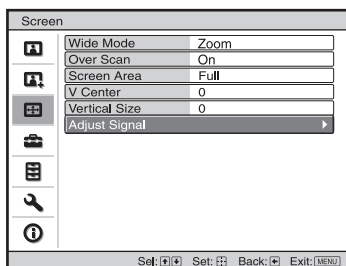 Screen
Wide Mode Zoom
Over Scan On
Screen Area Full
V Center 0
Vertical Size 0
Adjust Signal
Sel: Set: Back: Exit: MENU